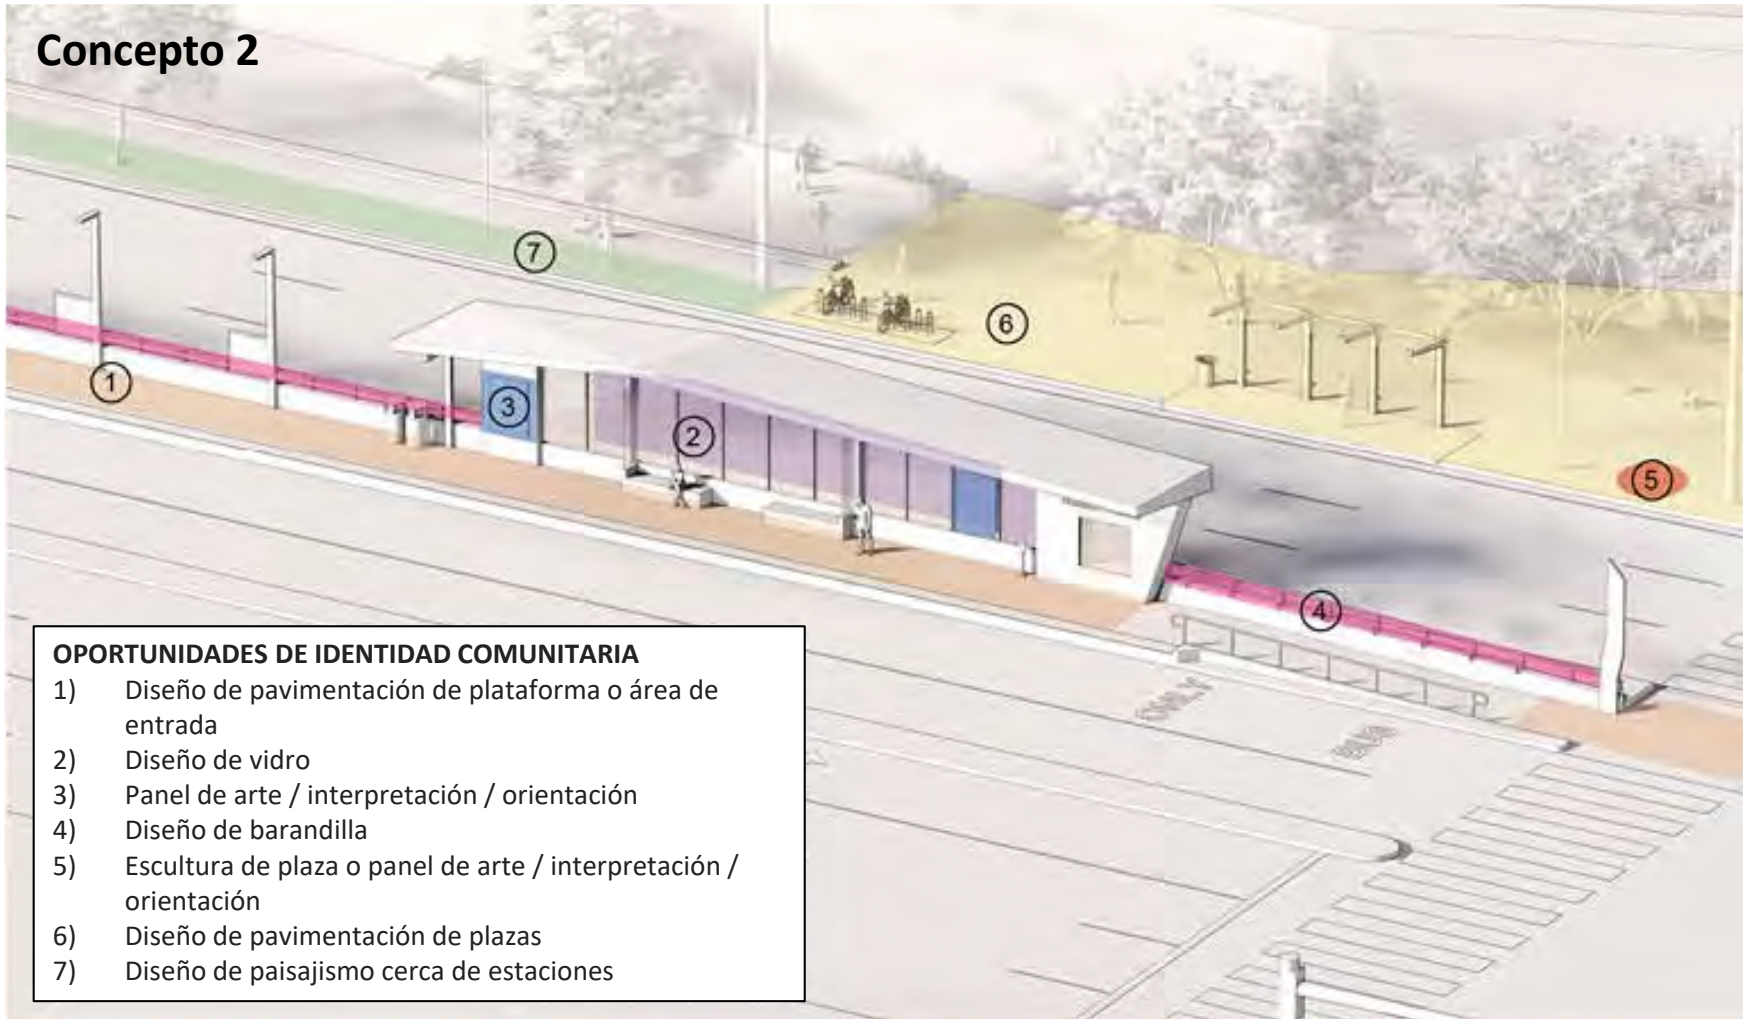 Concepto 2
7
6
1
3
2
5
4
ONLY
BUS
OPORTUNIDADES DE IDENTIDAD COMUNITARIA
1) Diseño de pavimentación de plataforma o área de
entrada
2) Diseño de vidro
3) Panel de arte / interpretación / orientación
4) Diseño de barandilla
5) Escultura de plaza o panel de arte / interpretación /
orientación
6) Diseño de pavimentación de plazas
7) Diseño de paisajismo cerca de estaciones